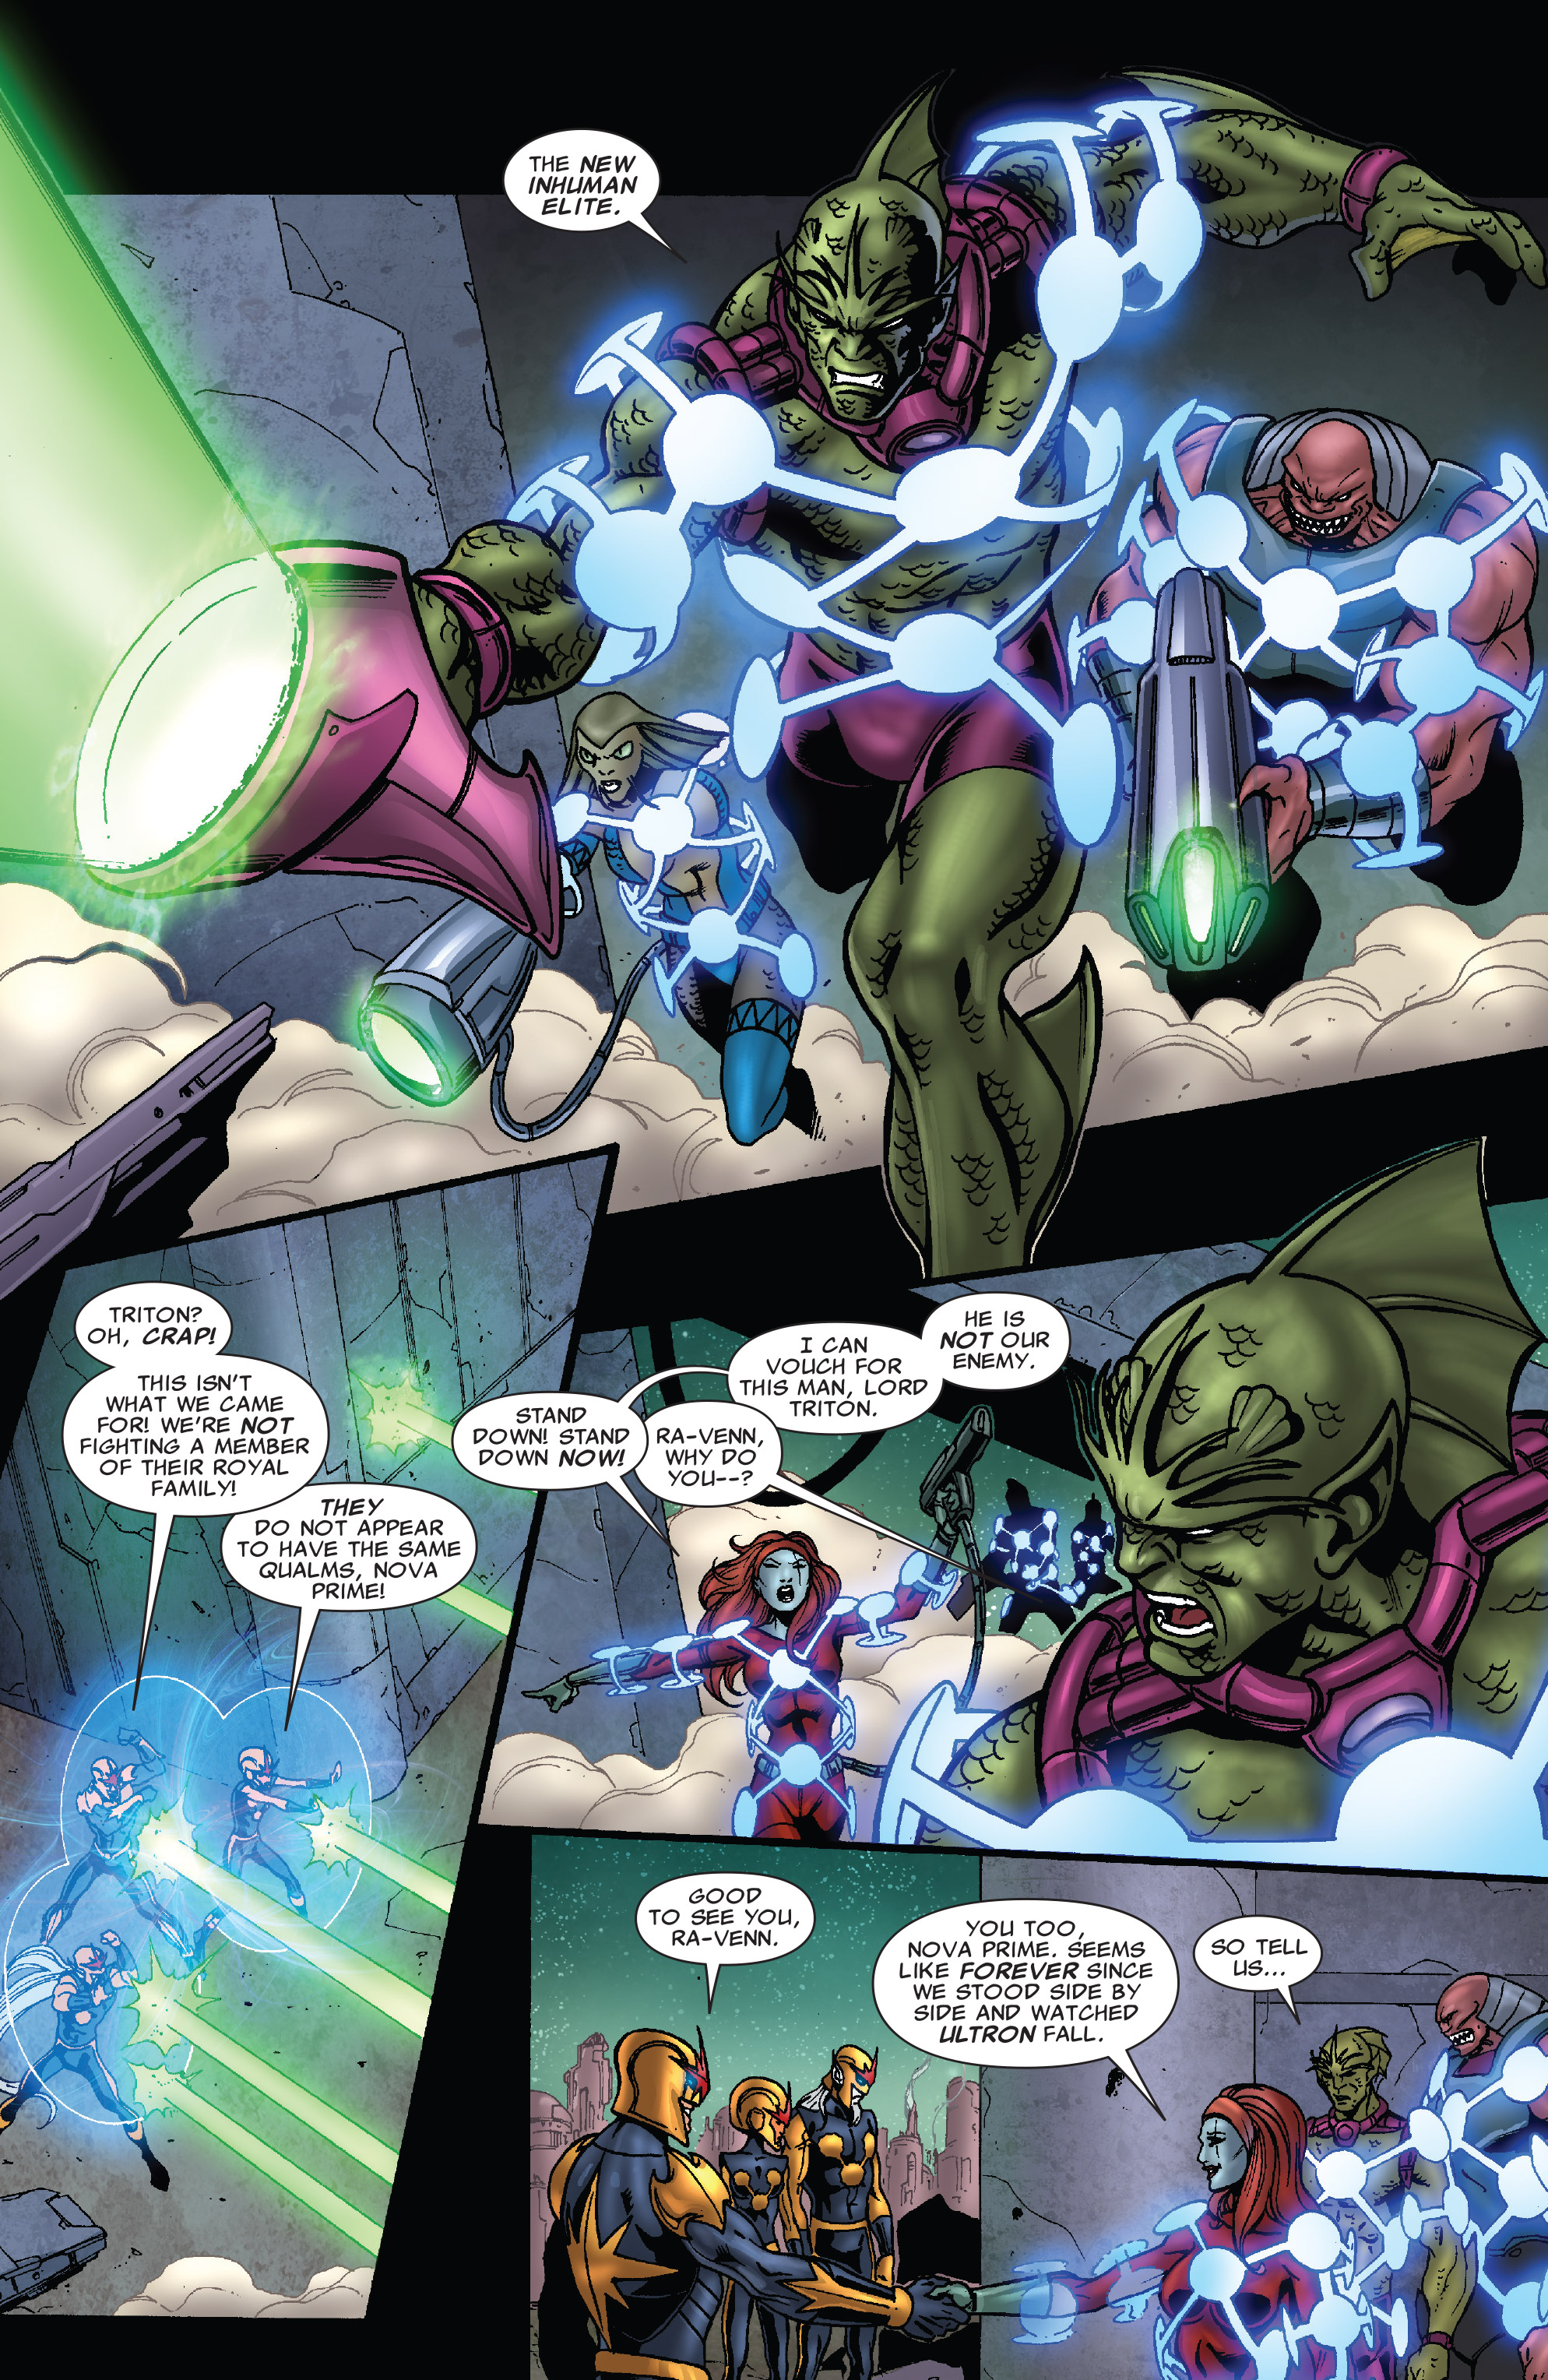 THE NEW
INHUMAN
ELITE.
TRITON?
OH, CRAP!
THIS ISN'T
WHAT WE CAME
FOR! WE'RE NOT
FIGHTING A MEMBER
OF THEIR ROYAL
FAMILY!
THEY
DO NOT APPEAR
TO HAVE THE SAME
QUALMS, NOVA
PRIME!
STAND
DOWN! STAND
DOWN NOW!
I CAN
VOUCH FOR
THIS MAN, LORD
TRITON.
HE IS
NOT OUR
ENEMY.
RA-VENN,
WHY DO
YOU--?
GOOD
TO SEE YOU,
RA-VENN.
YOU TOO,
NOVA PRIME. SEEMS
LIKE FOREVER SINCE
WE STOOD SIDE BY
SIDE AND WATCHED
ULTRON FALL.
SO TELL
US...